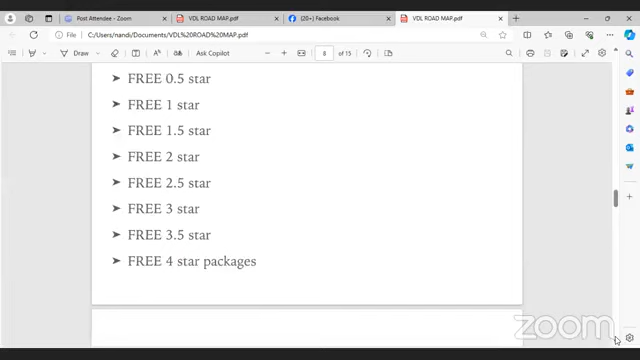 Post Attendee - Zoom
VDL ROAD MAP.pdf
(20+) Facebook
VDL ROAD MAP.pdf
File
C:/Users/nandi/Documents/VDL%20ROAD%20MAP.pdf
Draw
Ask Copilot
8 of 15
➤ FREE 0.5 star
➤ FREE 1 star
➤ FREE 1.5 star
➤ FREE 2 star
➤ FREE 2.5 star
➤ FREE 3 star
➤ FREE 3.5 star
➤ FREE 4 star packages
zoom